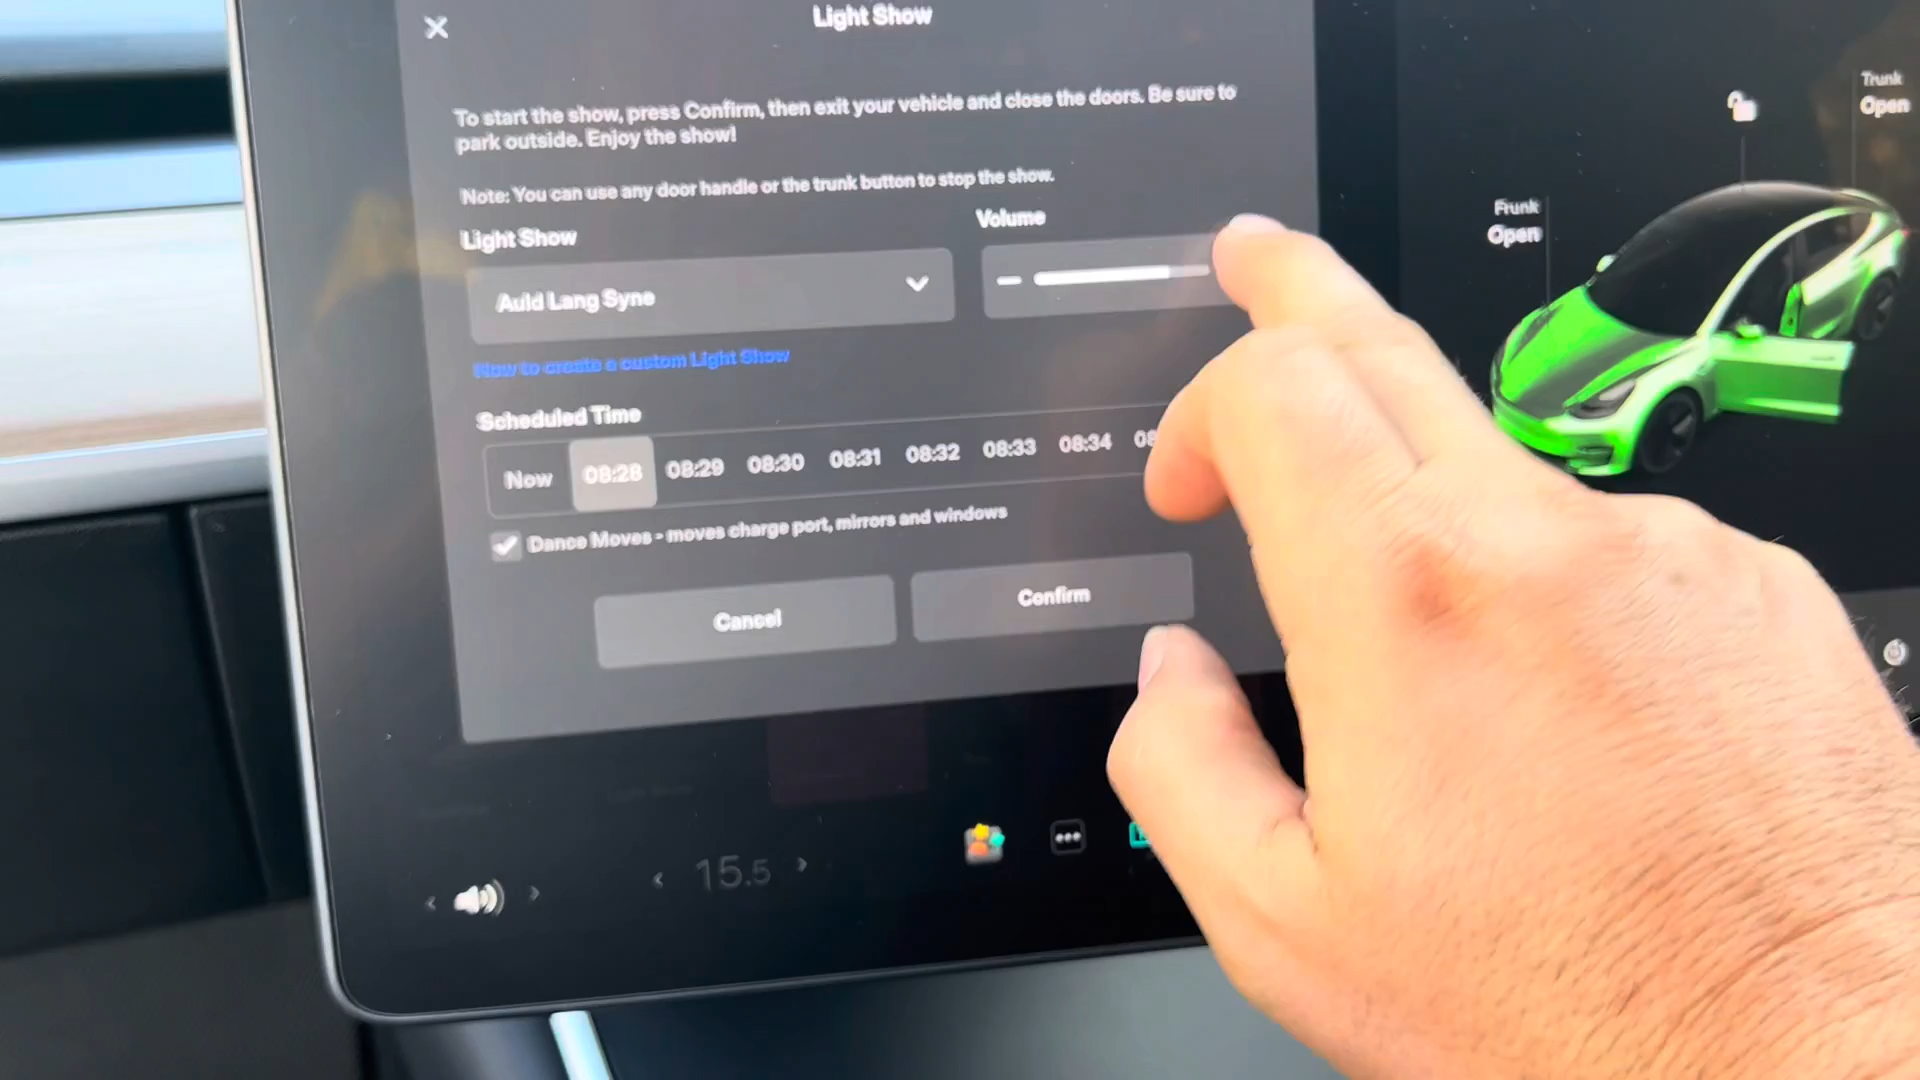 Light Show
To start the show, press Confirm, then exit your vehicle and close the doors. Be sure to
park outside. Enjoy the show!
Note: You can use any door handle or the trunk button to stop the show.
Light Show
Volume
Auld Lang Syne
How to create a custom Light Show
Scheduled Time
Now 08:28 08:29 08:30 08:31 08:32 08:33 08:34
Dance Moves - moves charge port, mirrors and windows
Cancel
Confirm
15.5
Trunk
Open
Frunk
Open